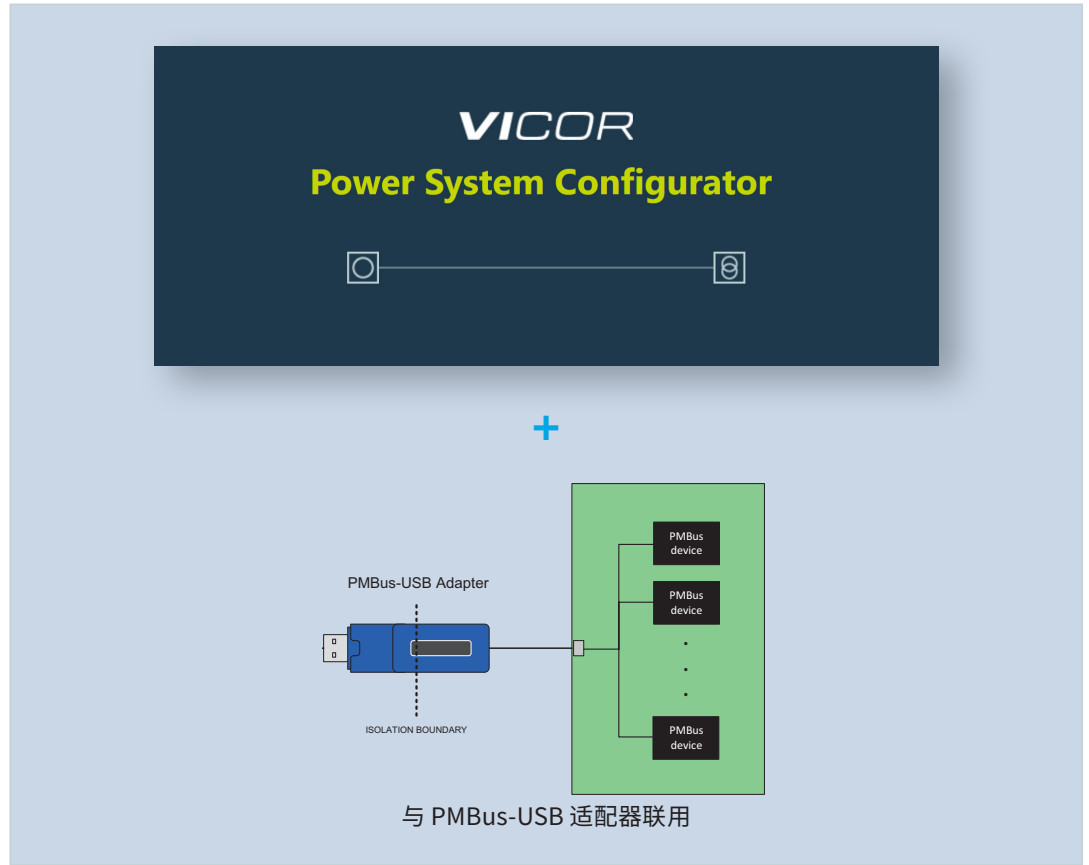 VICOR
Power System Configurator
+
PMBus
device
PMBus-USB Adapter
PMBus
device
.
.
.
ISOLATION BOUNDARY
PMBus
device
与 PMBus-USB 适配器联用